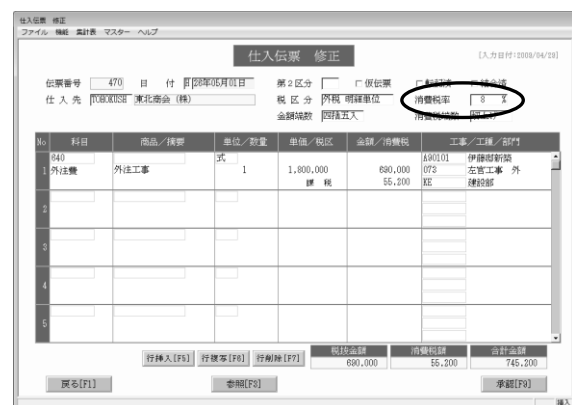 仕入伝票 修正
ファイル 機能 集計表 マスター ヘルプ
仕入伝票 修正
[入力日付:2008/04/28]
伝票番号 470 日 付 H 26年05月01日 第2区分 仮伝票
仕 入 先 TOHOKUSH 東北商会(株) 税 区 分 外税 明細単位 消費税率 8 %
金額端数 四捨五入 消費税端数
No 科目 商品/摘要 単位/数量 単価/税区 金額/消費税 工事/工種/部門
640 式 A90101 伊藤邸新築
1 外注費 外注工事 1 1,800,000 690,000 073 左官工事 外
課 税 55,200 KE 建設部
2
3
4
5
行挿入[F5] 行複写[F6] 行削除[F7] 税抜金額 消費税額 合計金額
690,000 55,200 745,200
戻る[F1] 参照[F3] 承認[F9]
挿入